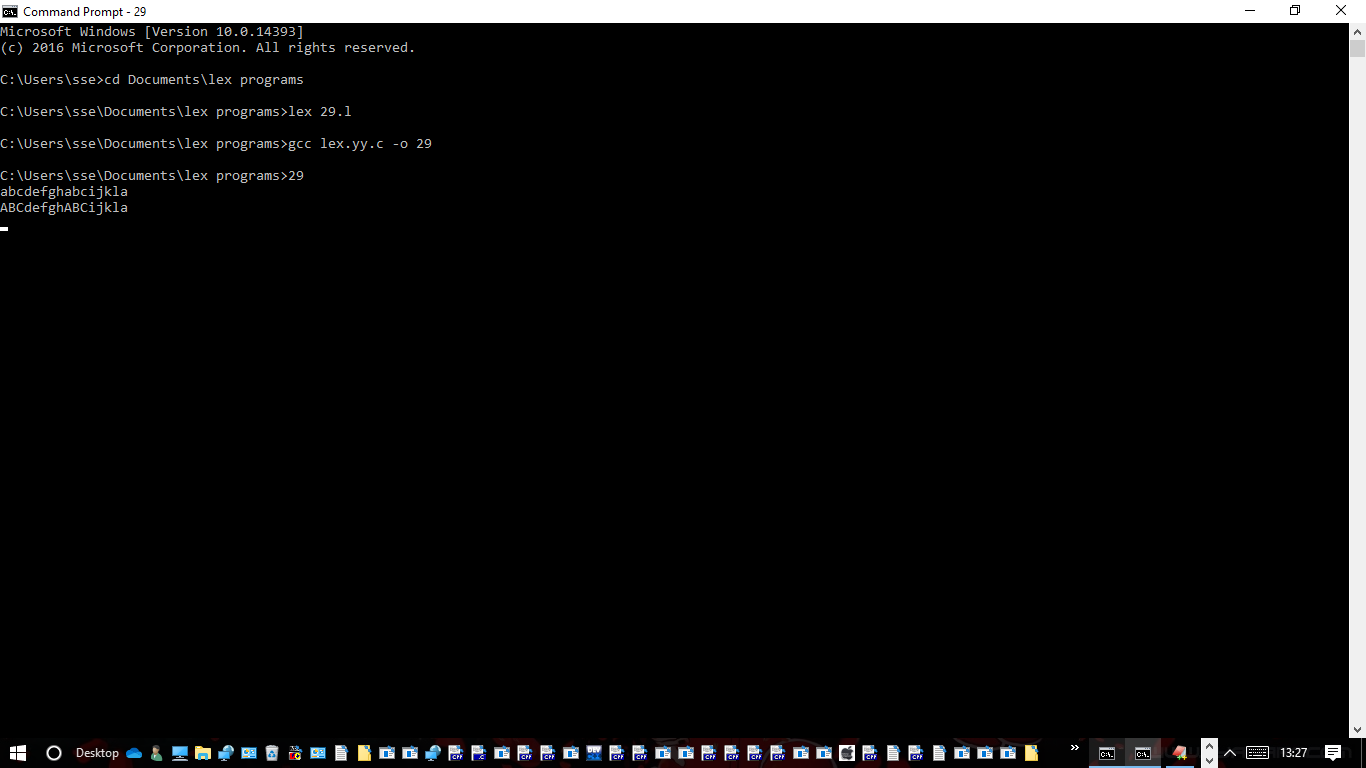 Command Prompt - 29
Microsoft Windows [Version 10.0.14393]
(c) 2016 Microsoft Corporation. All rights reserved.
C:\Users\sse>cd Documents\lex programs
C:\Users\sse\Documents\lex programs>lex 29.l
C:\Users\sse\Documents\lex programs>gcc lex.yy.c -o 29
C:\Users\sse\Documents\lex programs>29
abcdefghabcijkla
ABCdefghABCijkla
Desktop
13:27